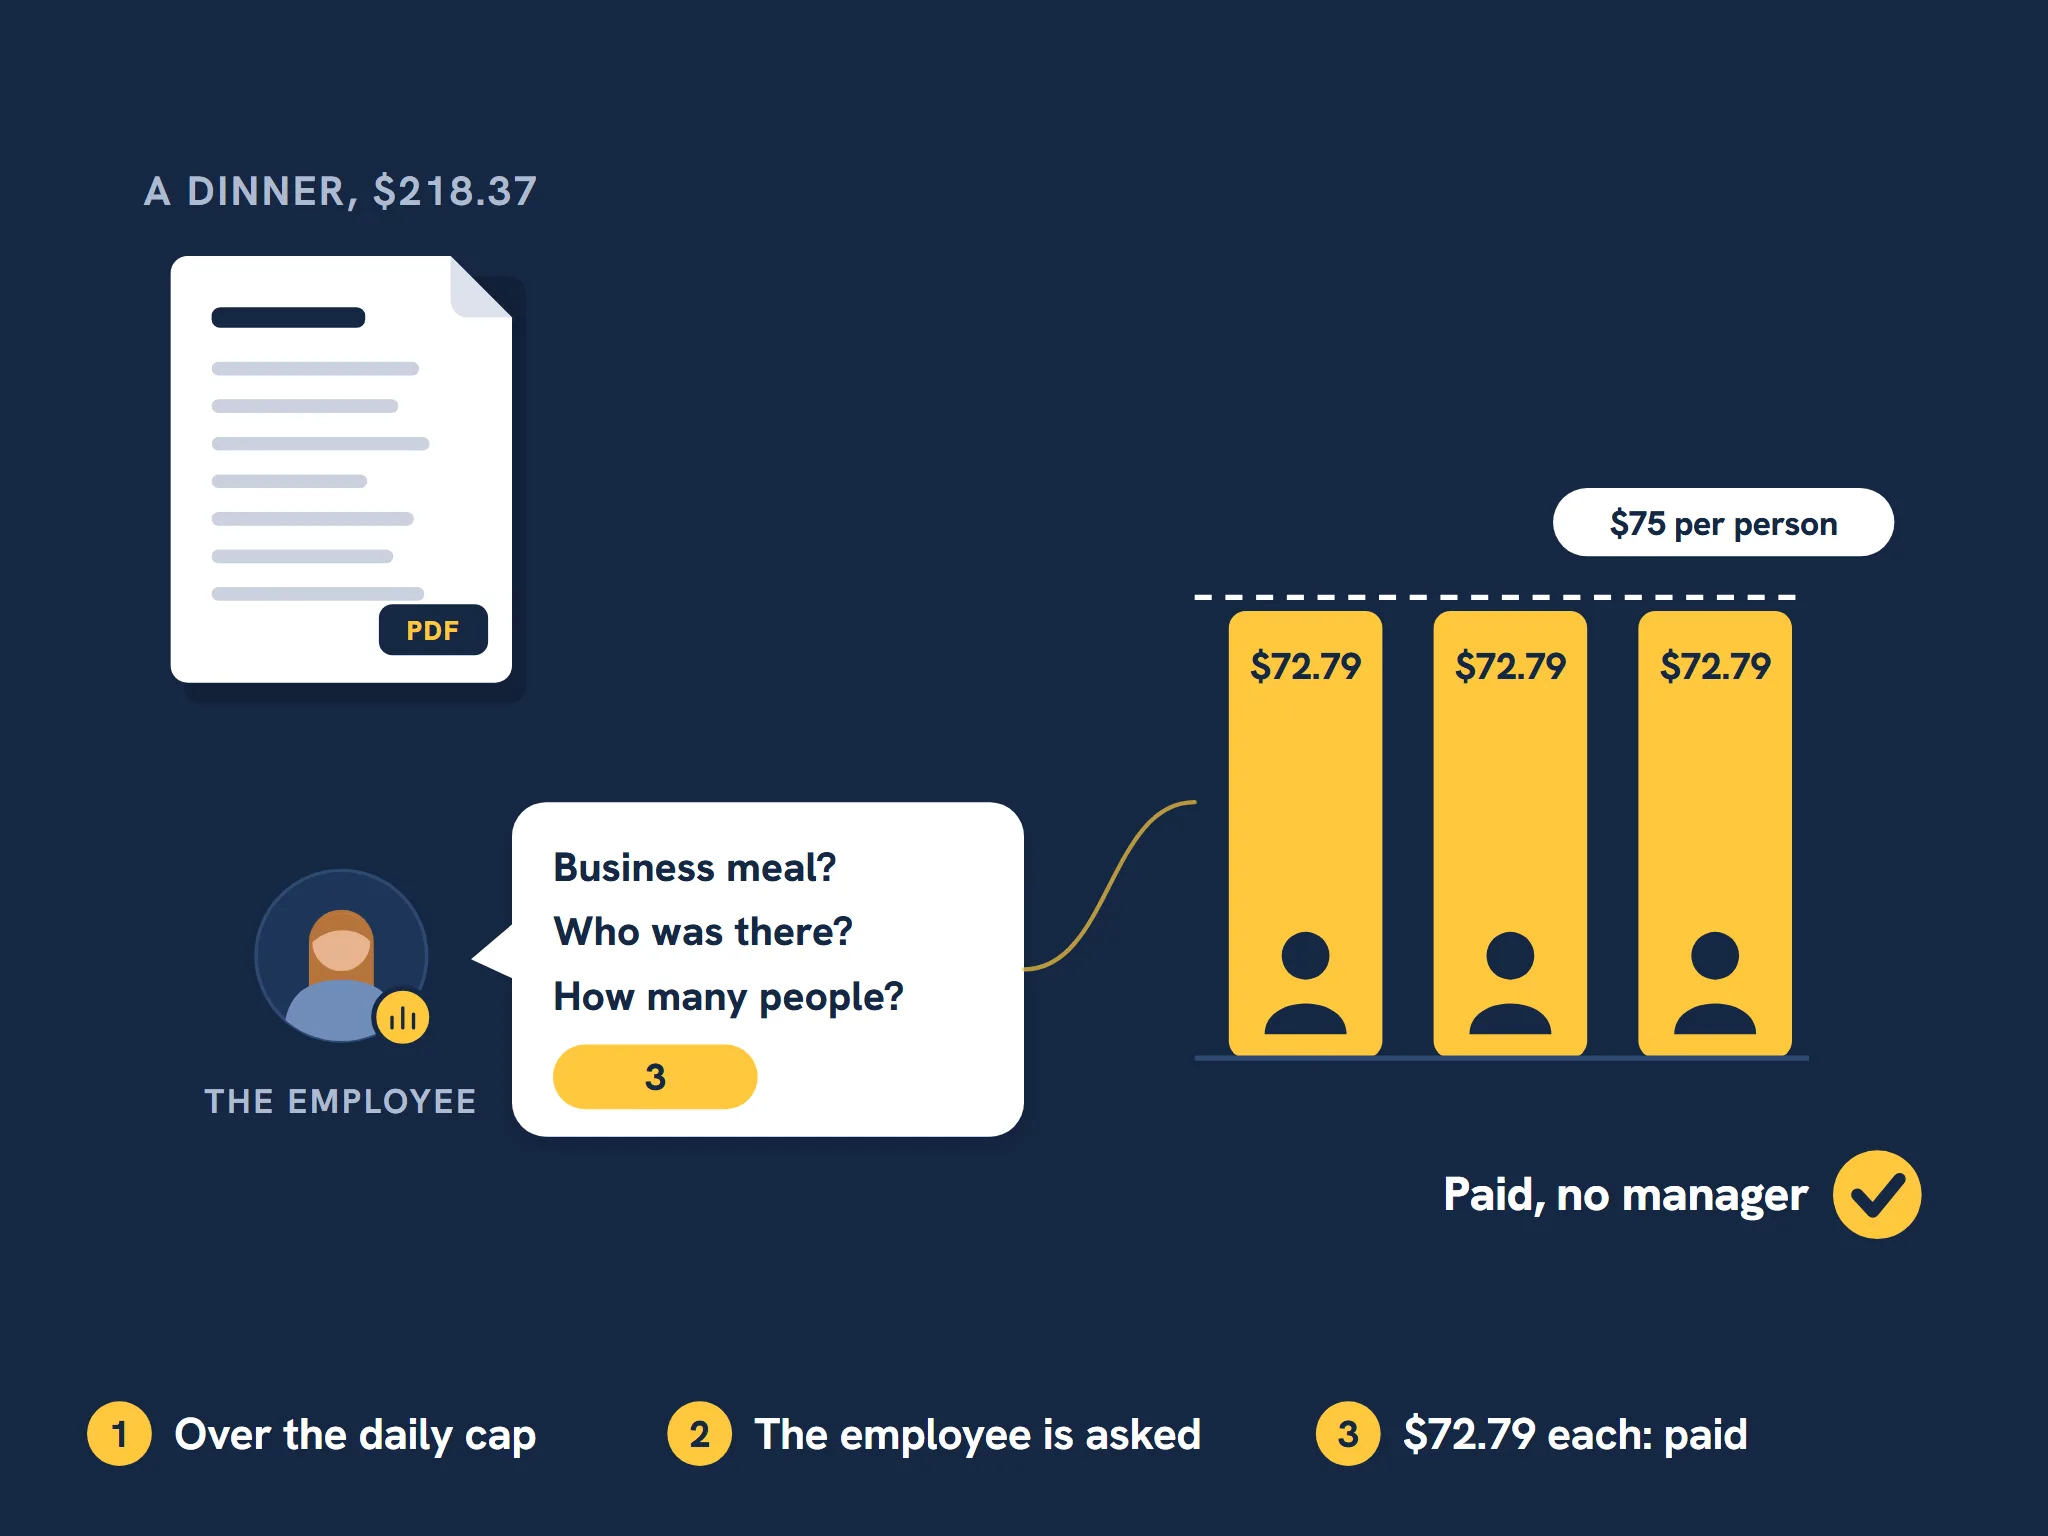 A DINNER, $218.37
PDF
$75 per person
$72.79 $72.79 $72.79
Business meal?
Who was there?
How many people?
3
THE EMPLOYEE
Paid, no manager
1 Over the daily cap
2 The employee is asked
3 $72.79 each: paid